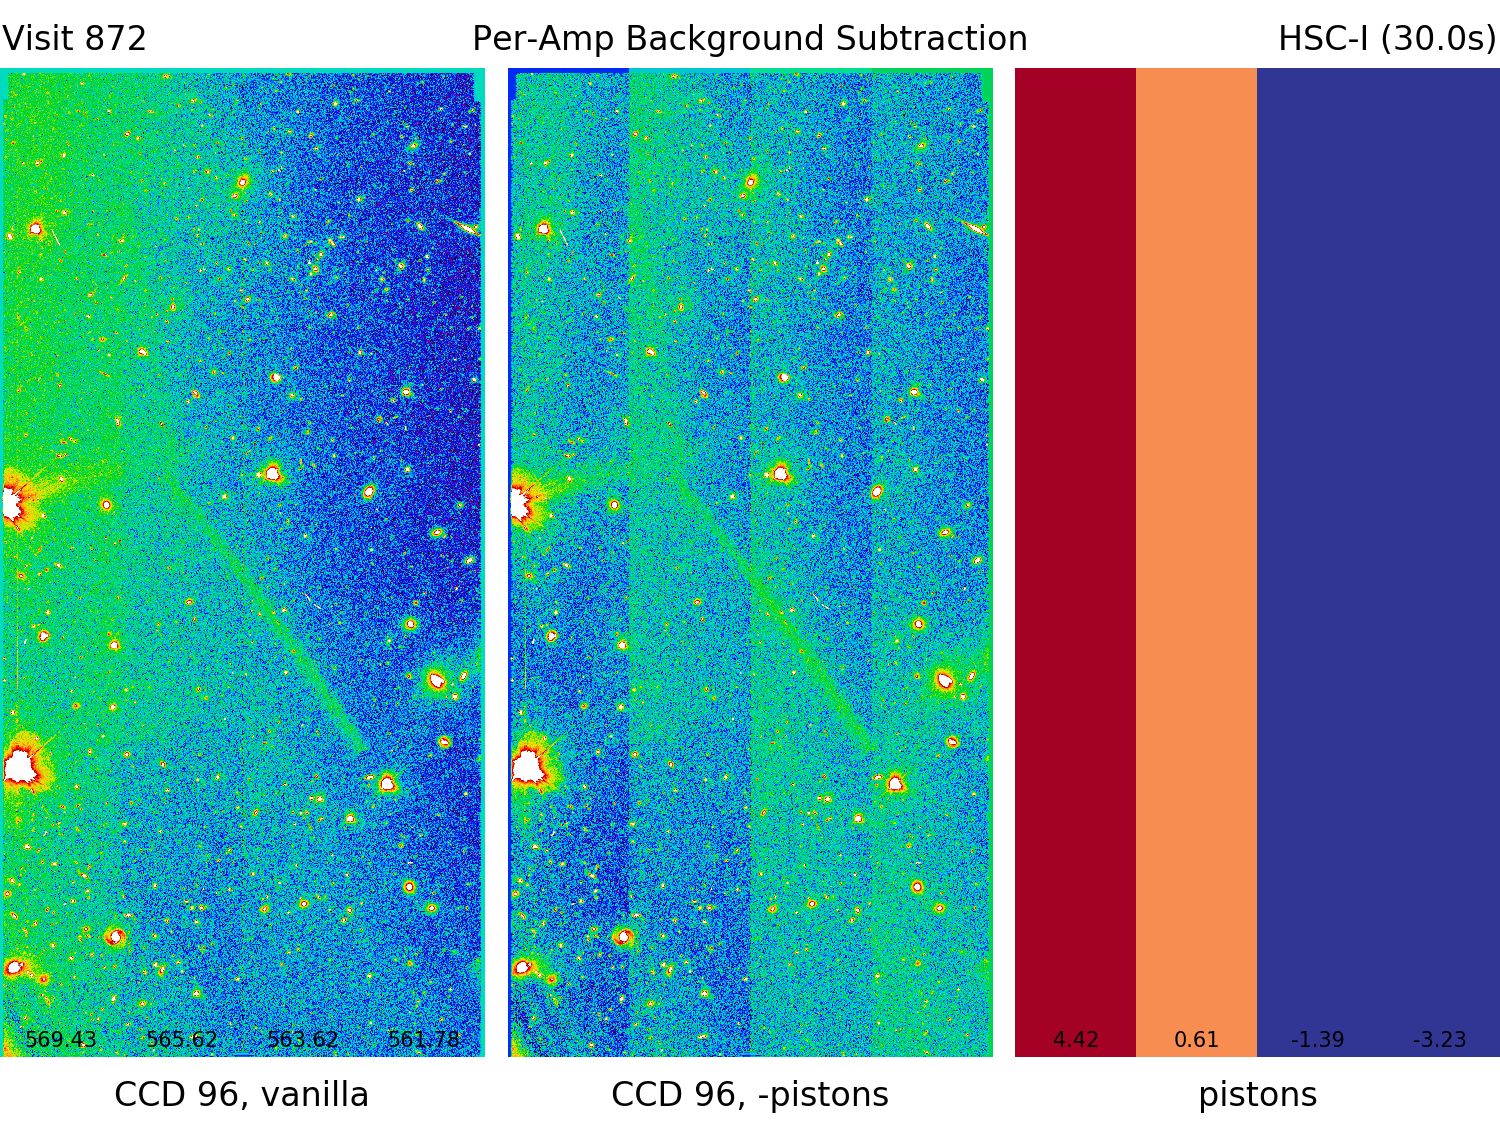 Visit 872 Per-Amp Background Subtraction HSC-I (30.0s)
569.43 565.62 563.62 561.78 4.42 0.61 -1.39 -3.23
CCD 96, vanilla CCD 96, -pistons pistons